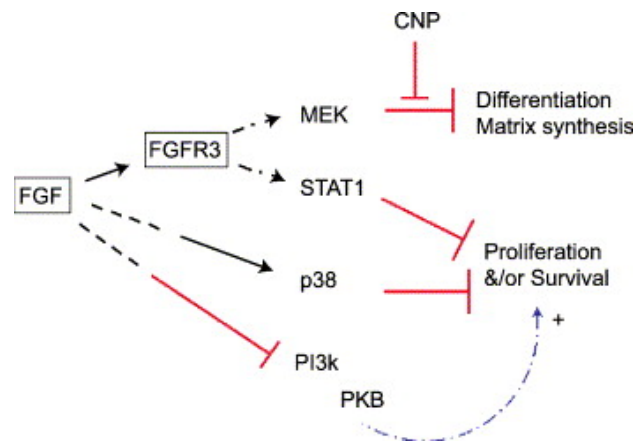 CNP
MEK
Differentiation
Matrix synthesis
FGFR3
FGF
STAT1
Proliferation
&/or Survival
p38
+
PI3k
PKB